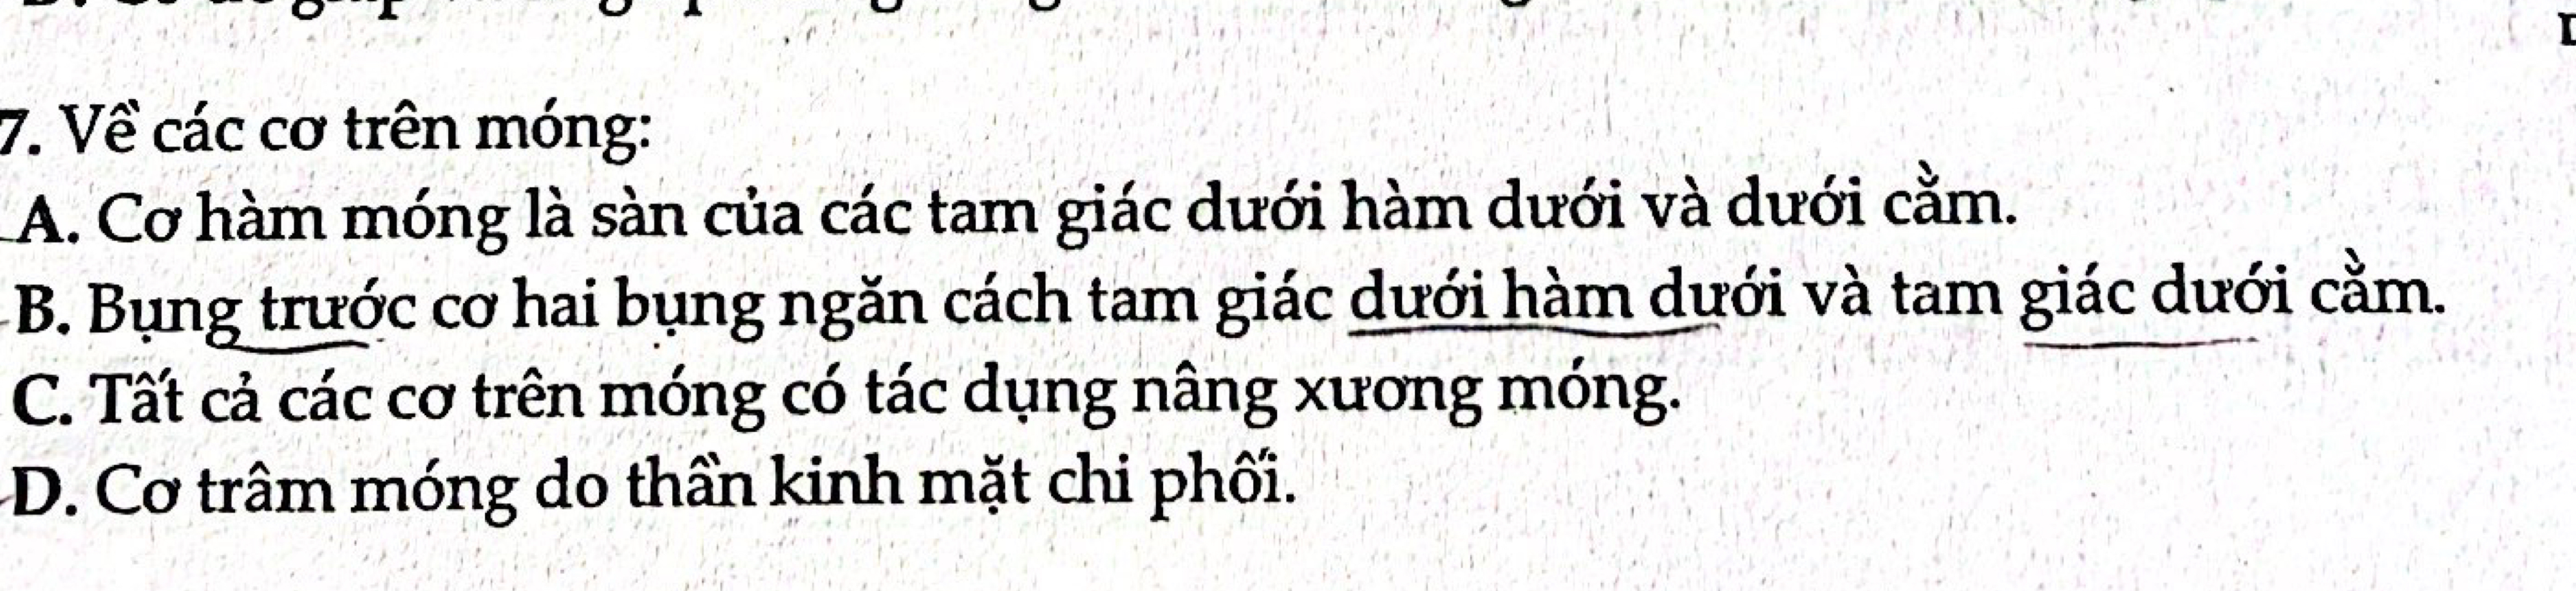 7. Về các cơ trên móng:
A. Cơ hàm móng là sàn của các tam giác dưới hàm dưới và dưới cằm.
B. Bụng trước cơ hai bụng ngăn cách tam giác dưới hàm dưới và tam giác dưới cằm.
C. Tất cả các cơ trên móng có tác dụng nâng xương móng.
D. Cơ trâm móng do thần kinh mặt chi phối.